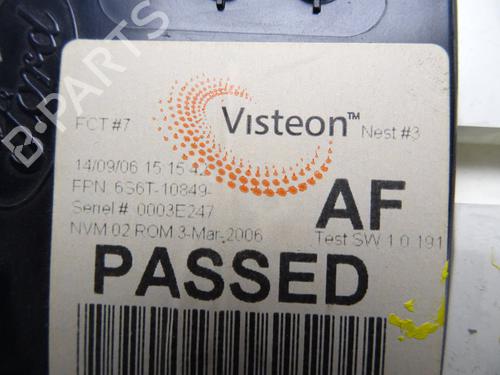 Ford
B-PARTS
Visteon™
FCT #7
Nest #3
14/09/06 15:15:42
FPN: 6S6T-10849-
AF
Seriel # 0003E247
NVM 02 ROM 3-Mar-2006
Test SW 1.0.191
PASSED